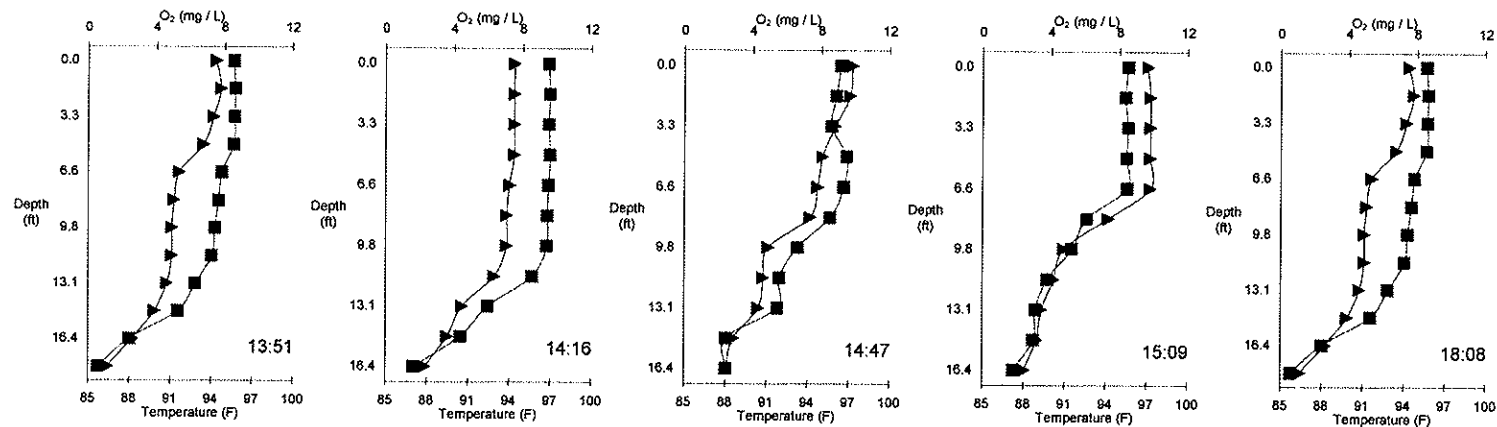 O₂ (mg / L)
0 4 8 12
0.0
3.3
6.6
Depth
(ft)
9.8
13.1
16.4
13:51
85 88 91 94 97 100
Temperature (F)
O₂ (mg / L)
0 4 8 12
0.0
3.3
6.6
Depth
(ft)
9.8
13.1
16.4
14:16
85 88 91 94 97 100
Temperature (F)
O₂ (mg / L)
0 4 8 12
0.0
3.3
6.6
Depth
(ft)
9.8
13.1
16.4
14:47
85 88 91 94 97 100
Temperature (F)
O₂ (mg / L)
0 4 8 12
0.0
3.3
6.6
Depth
(ft)
9.8
13.1
16.4
15:09
85 88 91 94 97 100
Temperature (F)
O₂ (mg / L)
0 4 8 12
0.0
3.3
6.6
Depth
(ft)
9.8
13.1
16.4
18:08
85 88 91 94 97 100
Temperature (F)